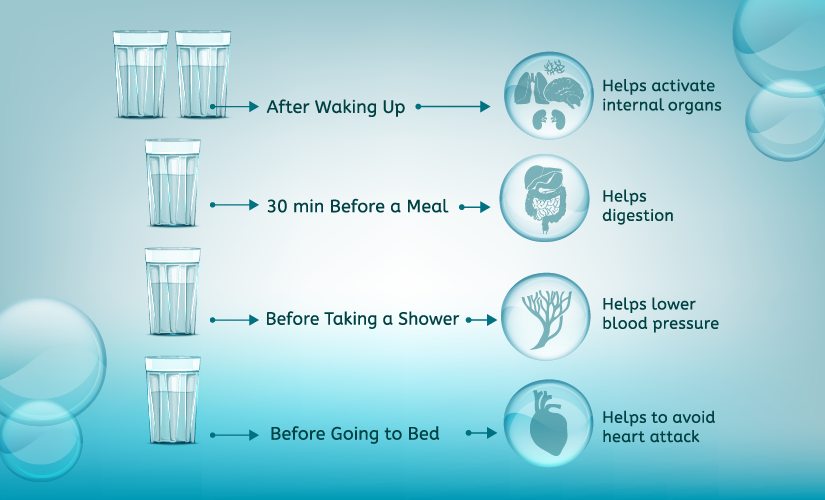 After Waking Up
Helps activate
internal organs
30 min Before a Meal
Helps
digestion
Before Taking a Shower
Helps lower
blood pressure
Before Going to Bed
Helps to avoid
heart attack